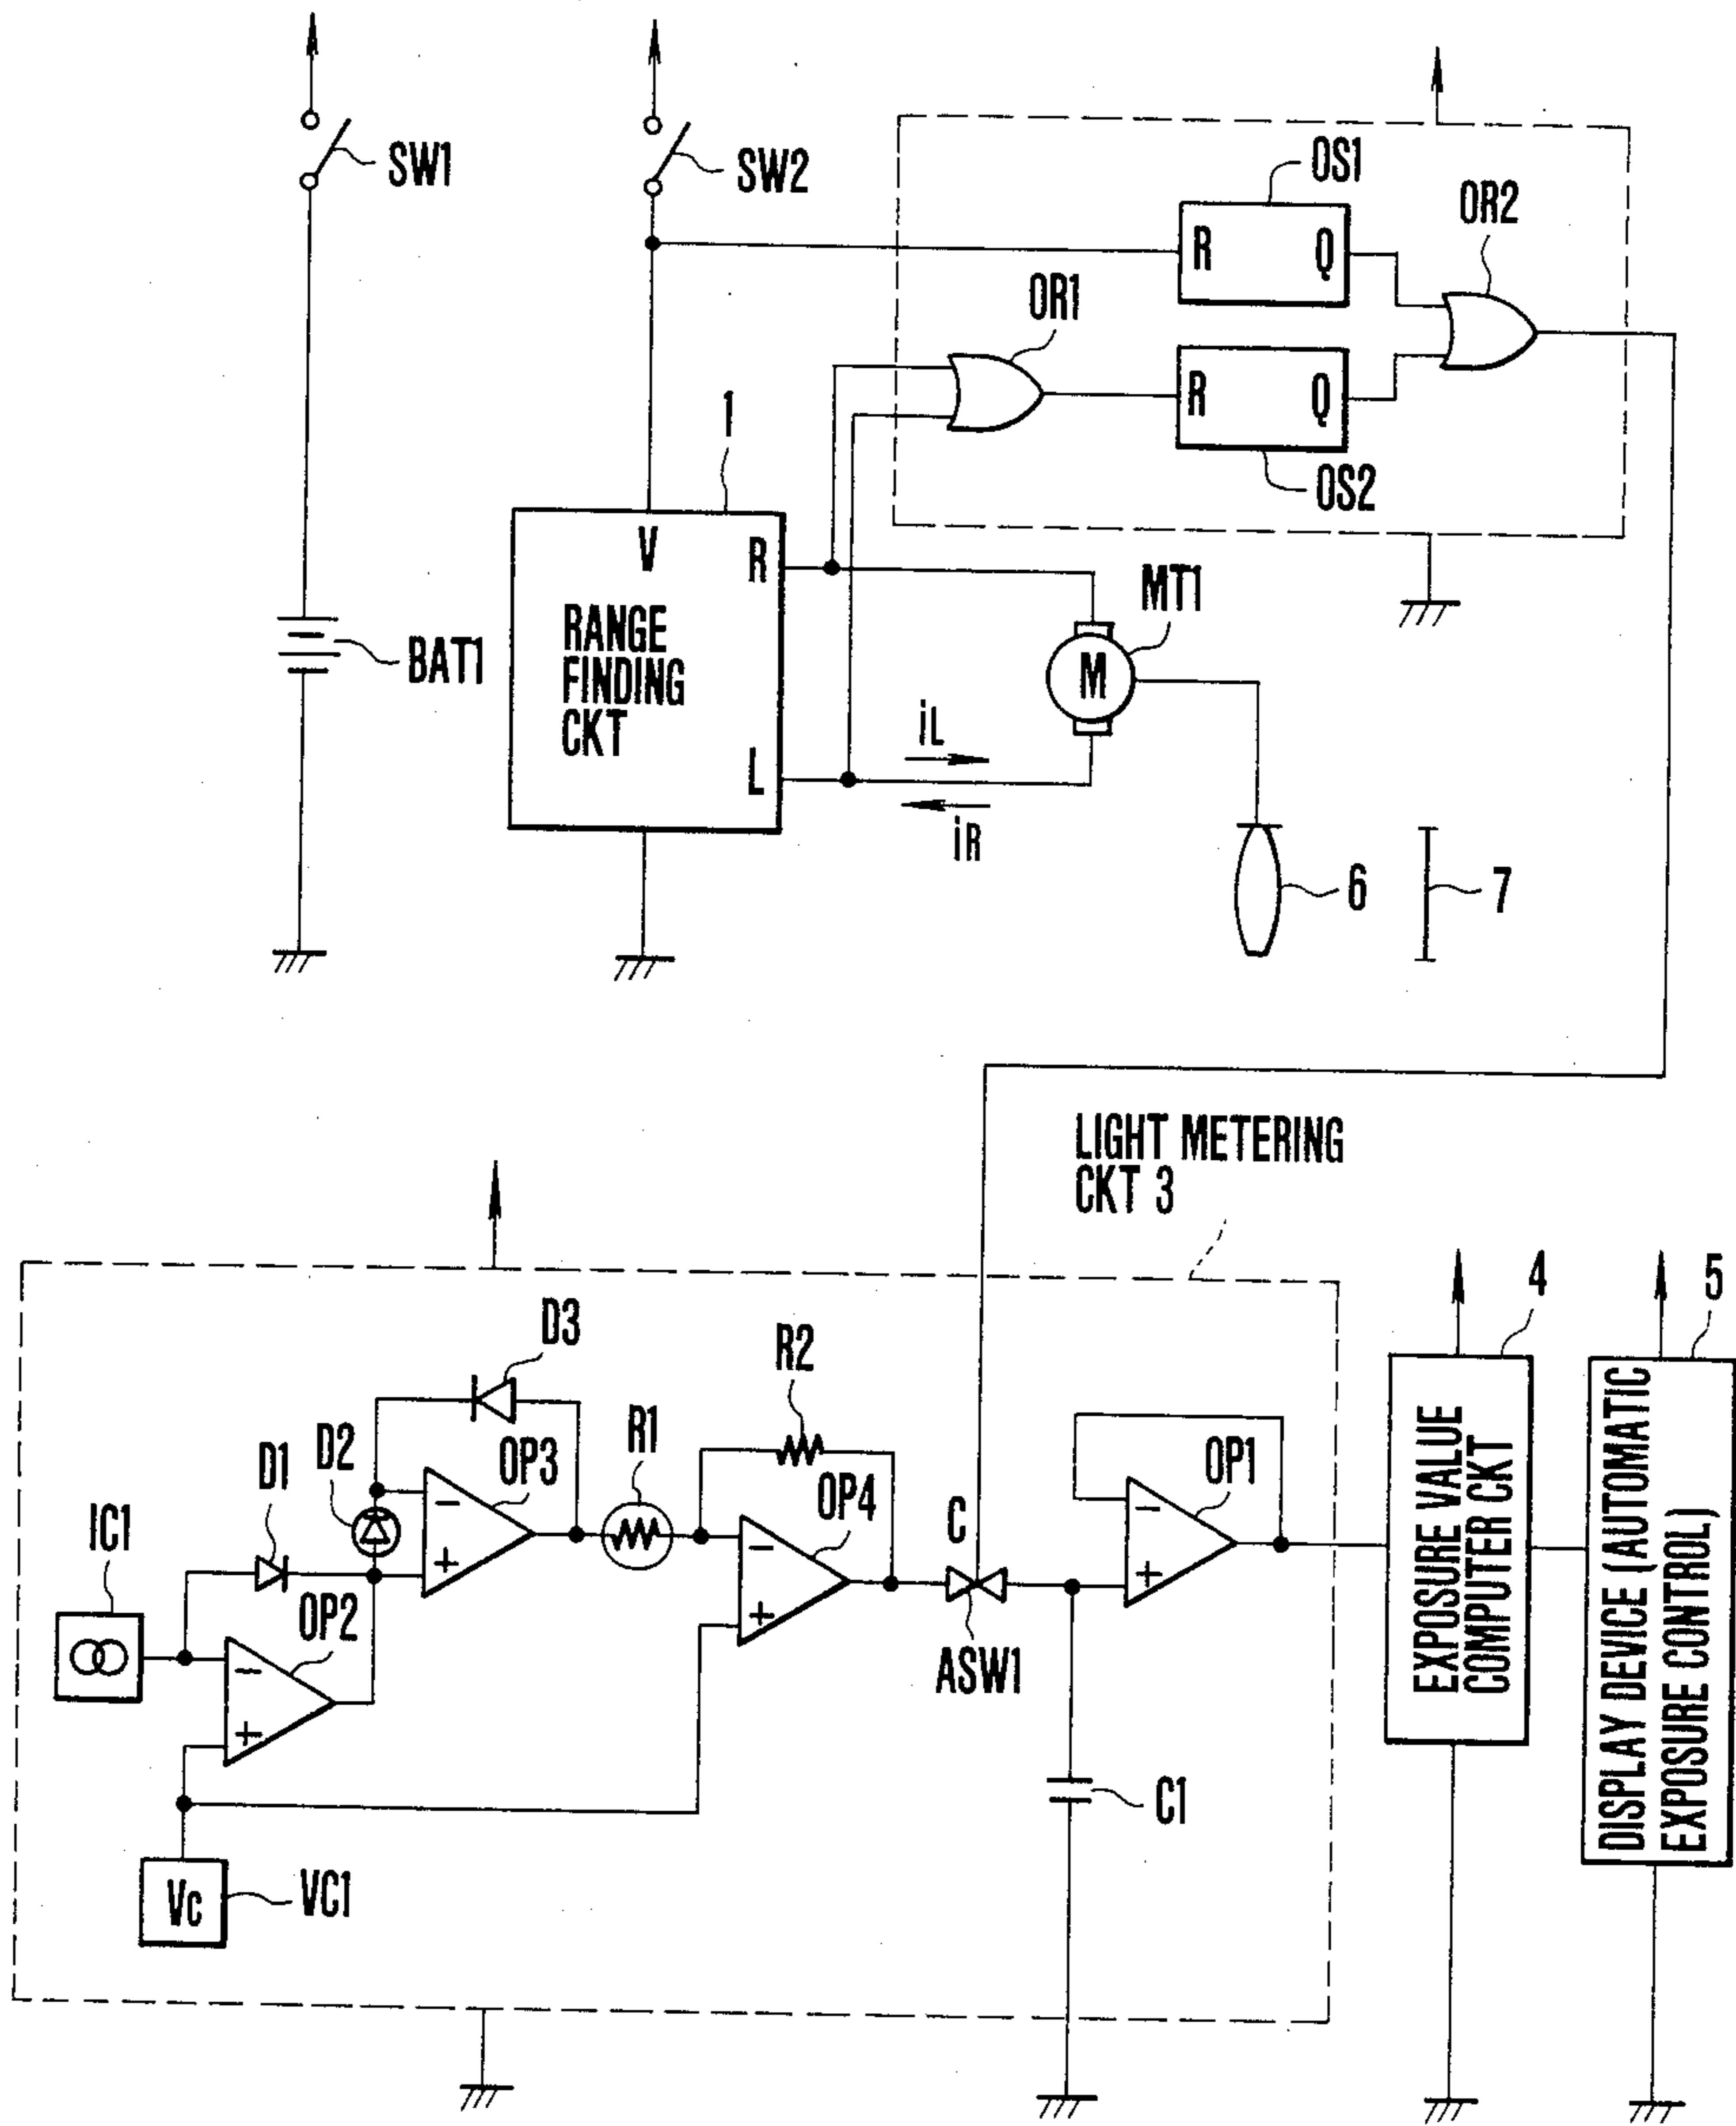 SW1
SW2
OS1
OR2
R Q
OR1
R Q
OS2
1
V
R
RANGE
FINDING
CKT
L
BAT1
MT1
M
iL
iR
6
7
LIGHT METERING
CKT 3
4
5
D3
R2
D2
OP3
R1
OP4
OP1
D1
IC1
OP2
C
ASW1
EXPOSURE VALUE
COMPUTER CKT
DISPLAY DEVICE (AUTOMATIC
EXPOSURE CONTROL)
C1
Vc
VC1
- + - + - + - +